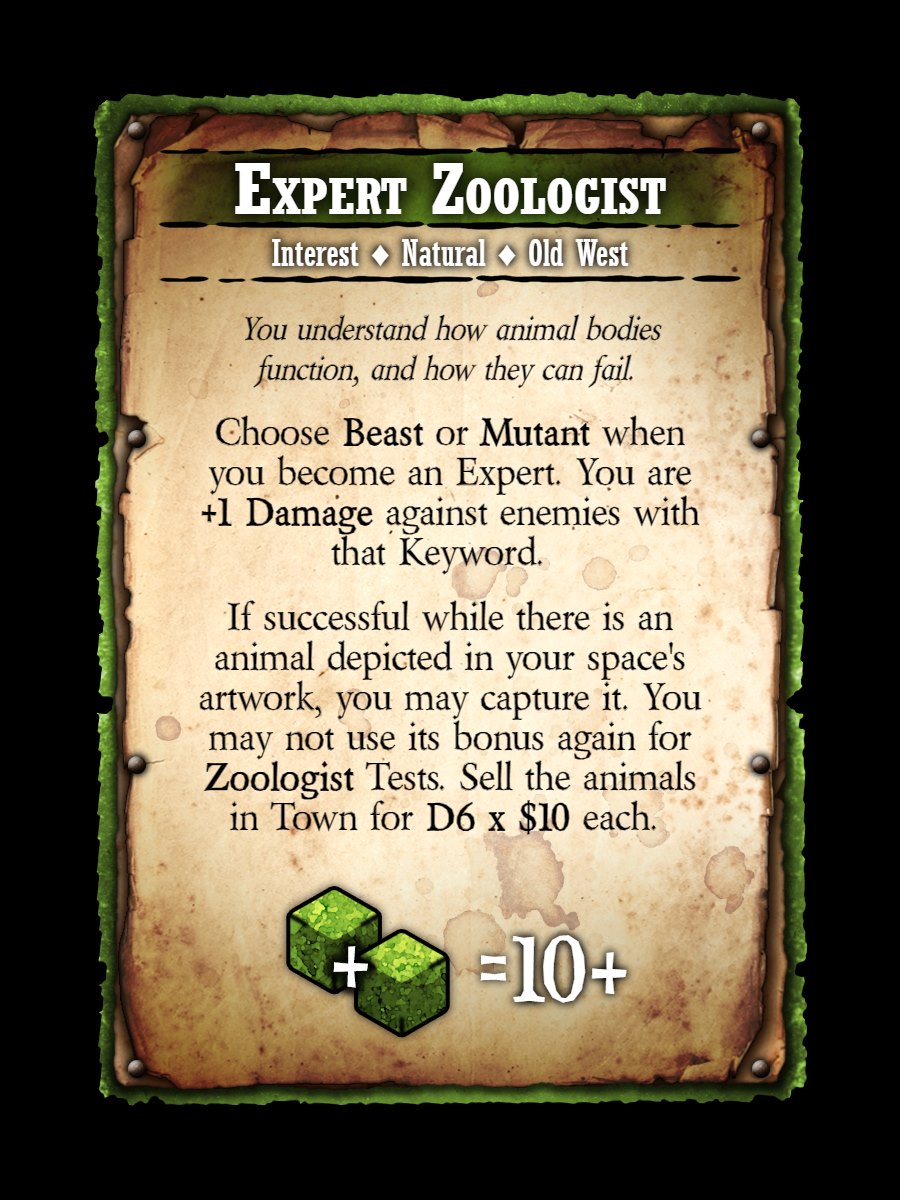 Expert Zoologist
Interest ♦ Natural ♦ Old West
You understand how animal bodies
function, and how they can fail.
Choose Beast or Mutant when
you become an Expert. You are
+1 Damage against enemies with
that Keyword.
If successful while there is an
animal depicted in your space's
artwork, you may capture it. You
may not use its bonus again for
Zoologist Tests. Sell the animals
in Town for D6 x $10 each.
+ =10+